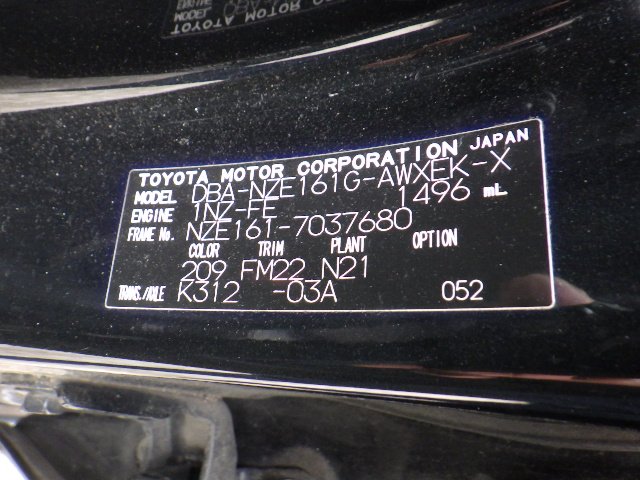 TOYOTA MOTOR CORPORATION JAPAN
MODEL DBA-NZE161G-AWXEK-X
ENGINE 1NZ-FE 1496 mL
FRAME No. NZE161-7037680
COLOR TRIM PLANT OPTION
209 FM22 N21
TRANS./AXLE K312 -03A 052